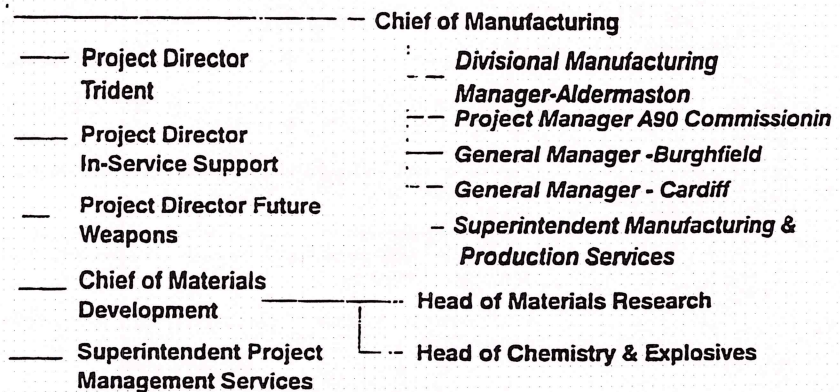 Chief of Manufacturing
Project Director
Trident
Project Director
In-Service Support
Project Director Future
Weapons
Chief of Materials
Development
Superintendent Project
Management Services
Divisional Manufacturing
Manager-Aldermaston
Project Manager A90 Commissionin
General Manager -Burghfield
General Manager - Cardiff
Superintendent Manufacturing &
Production Services
Head of Materials Research
Head of Chemistry & Explosives